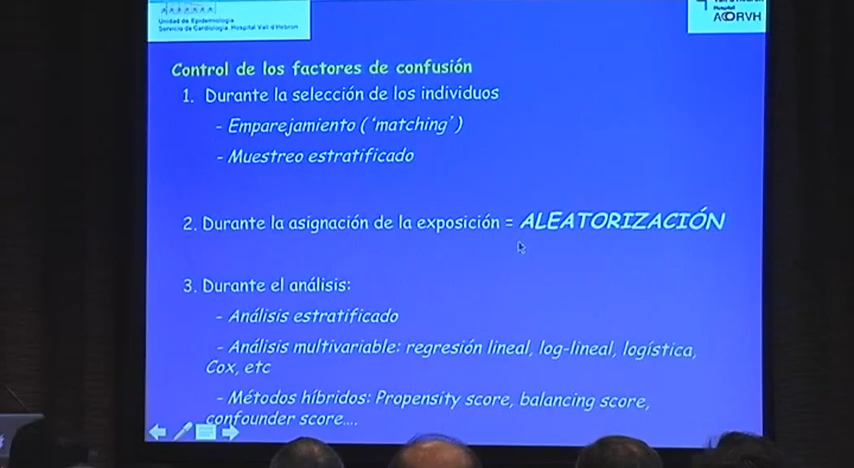 Unidad de Epidemiología
Servicio de Cardiología. Hospital Vall d'Hebron
Hospital
ACORVH
Control de los factores de confusión
1. Durante la selección de los individuos
- Emparejamiento ('matching')
- Muestreo estratificado
2. Durante la asignación de la exposición = ALEATORIZACIÓN
3. Durante el análisis:
- Análisis estratificado
- Análisis multivariable: regresión lineal, log-lineal, logística,
Cox, etc
- Métodos híbridos: Propensity score, balancing score,
confounder score....